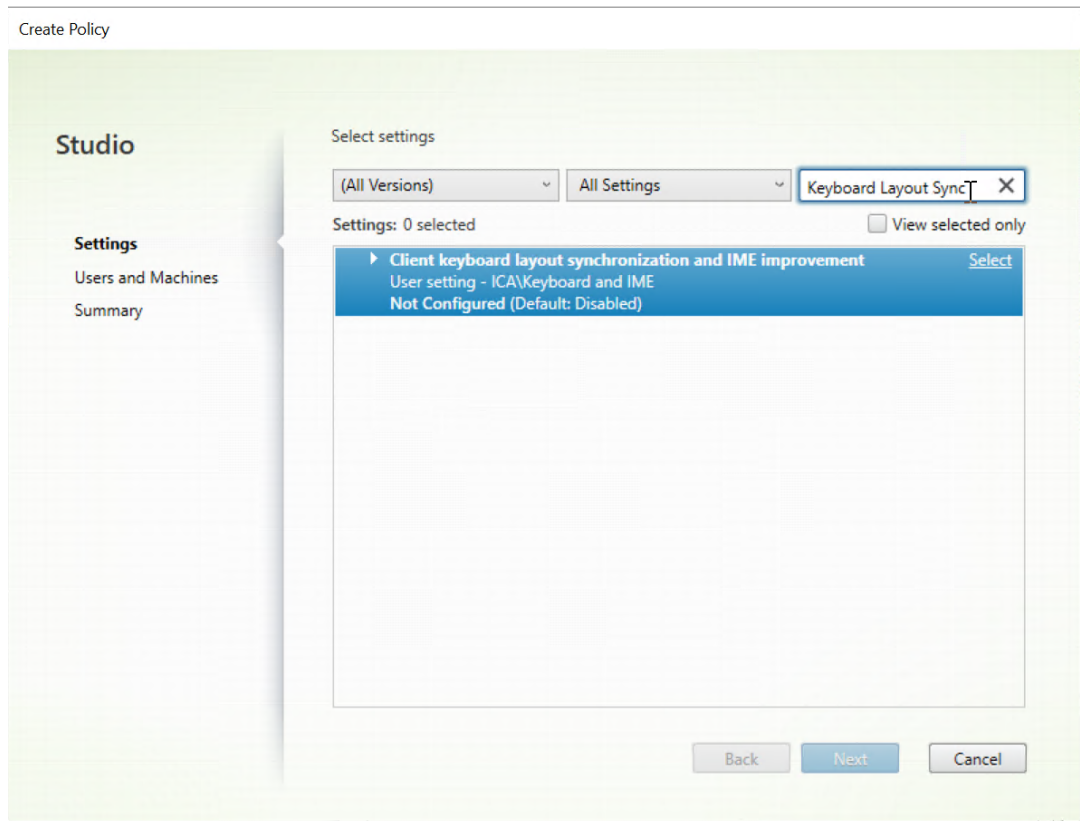 Create Policy
Studio
Settings
Users and Machines
Summary
Select settings
(All Versions)
All Settings
Keyboard Layout Sync
Settings: 0 selected
View selected only
Client keyboard layout synchronization and IME improvement
Select
User setting - ICA\Keyboard and IME
Not Configured (Default: Disabled)
Back
Next
Cancel